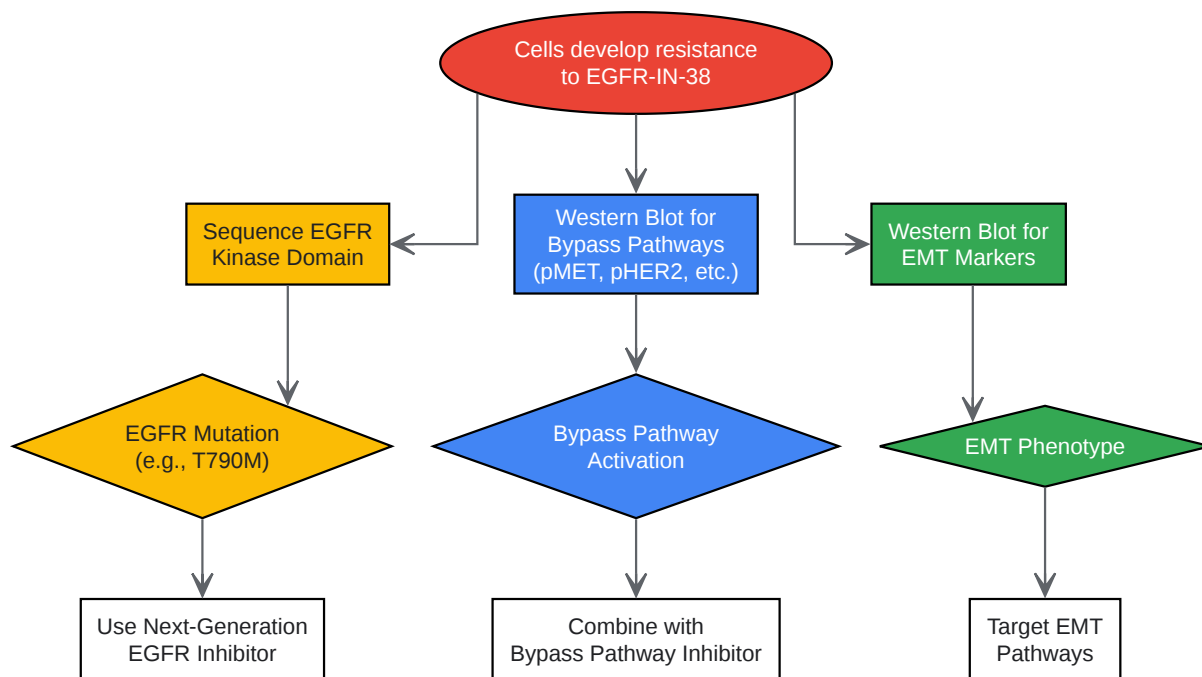 Cells develop resistance
to EGFR-IN-38
Sequence EGFR
Kinase Domain
Western Blot for
Bypass Pathways
(pMET, pHER2, etc.)
Western Blot for
EMT Markers
EGFR Mutation
(e.g., T790M)
Bypass Pathway
Activation
EMT Phenotype
Use Next-Generation
EGFR Inhibitor
Combine with
Bypass Pathway Inhibitor
Target EMT
Pathways